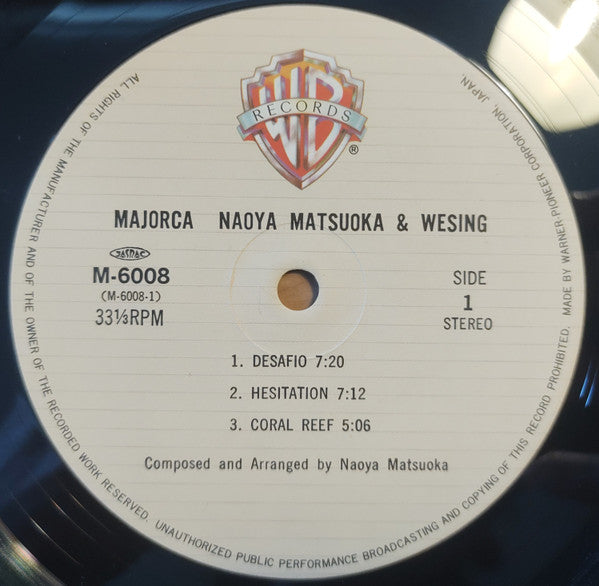 WB
RECORDS
®
MAJORCA NAOYA MATSUOKA & WESING
JASRAC
M-6008
(M-6008-1)
33⅓RPM
SIDE
1
STEREO
1. DESAFIO 7:20
2. HESITATION 7:12
3. CORAL REEF 5:06
Composed and Arranged by Naoya Matsuoka
ALL RIGHTS OF THE MANUFACTURER AND OF THE OWNER OF THE RECORDED WORK RESERVED. UNAUTHORIZED PUBLIC PERFORMANCE BROADCASTING AND COPYING OF THIS RECORD PROHIBITED. MADE BY WARNER-PIONEER CORPORATION, JAPAN.